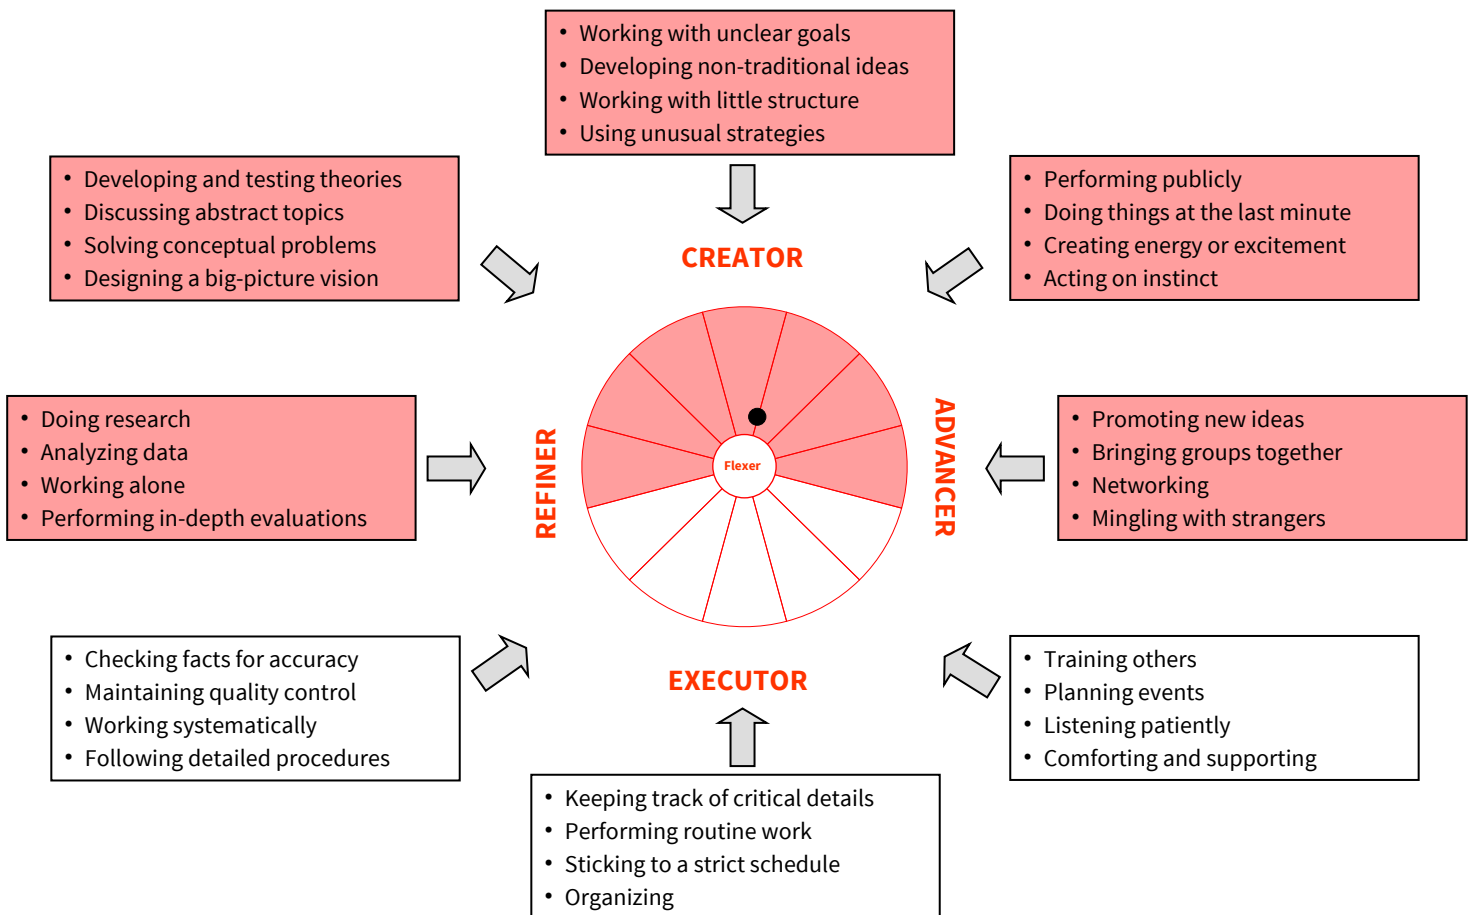 • Working with unclear goals
• Developing non-traditional ideas
• Working with little structure
• Using unusual strategies
• Developing and testing theories
• Discussing abstract topics
• Solving conceptual problems
• Designing a big-picture vision
• Performing publicly
• Doing things at the last minute
• Creating energy or excitement
• Acting on instinct
CREATOR
• Doing research
• Analyzing data
• Working alone
• Performing in-depth evaluations
REFINER
Flexer
ADVANCER
• Promoting new ideas
• Bringing groups together
• Networking
• Mingling with strangers
• Checking facts for accuracy
• Maintaining quality control
• Working systematically
• Following detailed procedures
EXECUTOR
• Training others
• Planning events
• Listening patiently
• Comforting and supporting
• Keeping track of critical details
• Performing routine work
• Sticking to a strict schedule
• Organizing